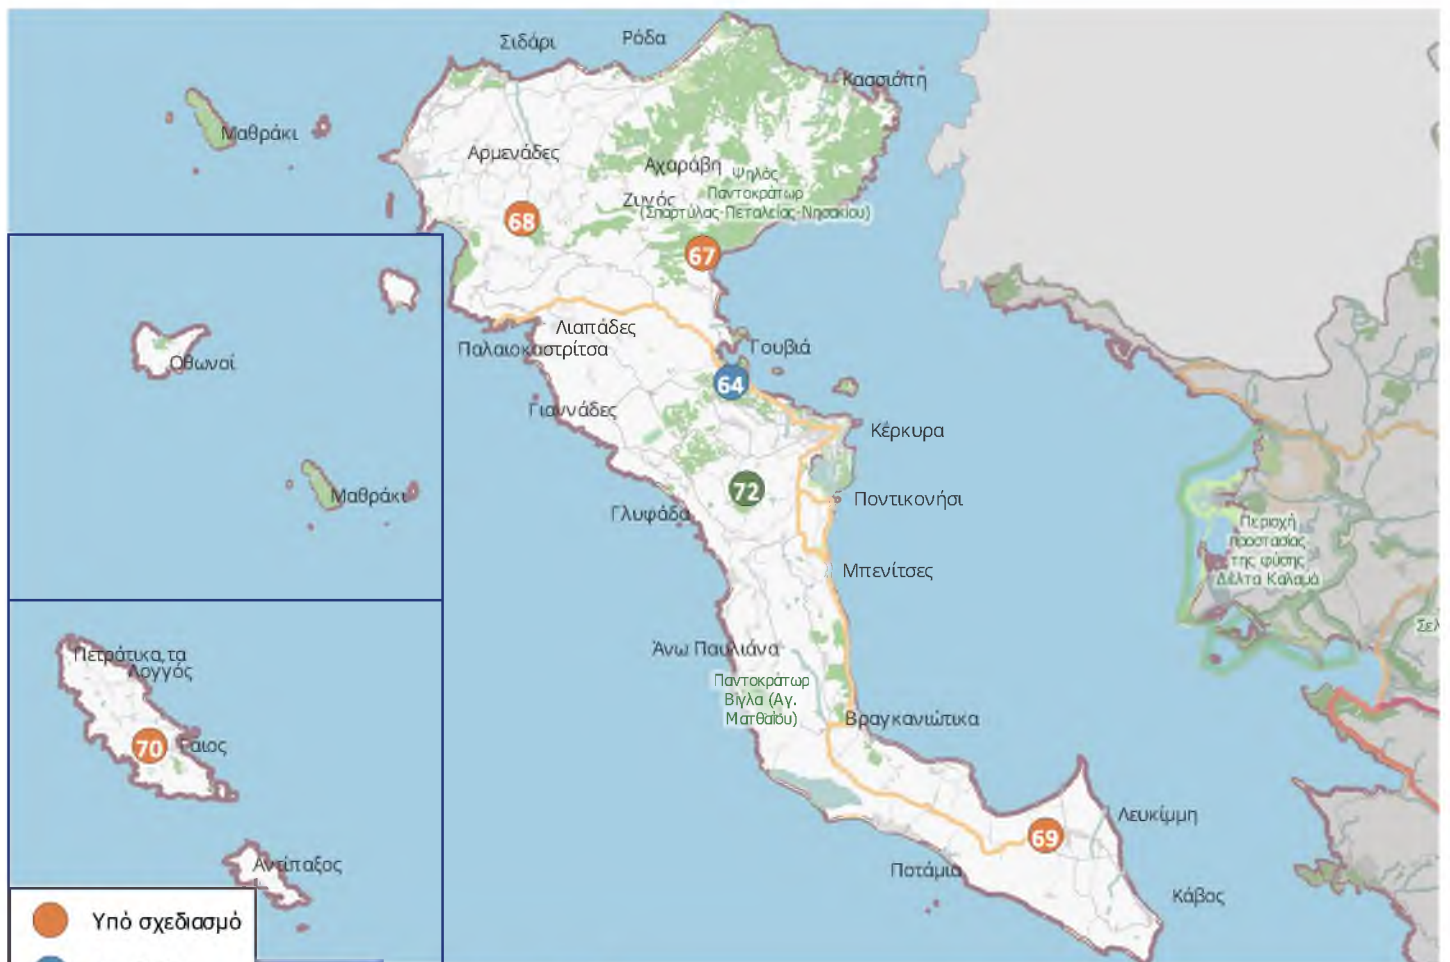 Σιδάρι
Ρόδα
Κασσιόπη
Μαθράκι
Αρμενάδες
Αχαράβη
Ψηλός
Παντοκράτωρ
(Σπαρτύλας-Πεταλείας-Νησακίου)
Ζυγός
68
67
Λιαπάδες
Παλαιοκαστρίτσα
Γουβιά
Οθωνοί
64
Γιαννάδες
Κέρκυρα
72
Μαθράκι
Ποντικονήσι
Γλυφάδα
Περιοχή
προστασίας
της φύσης
Δέλτα Καλαμά
Μπενίτσες
Σελ
Άνω Παυλιάνα
Πετράτικα, τα
Λογγός
Παντοκράτωρ
Βίγλα (Αγ.
Ματθαίου)
Βραγκανιώτικα
70
Γάιος
Λευκίμμη
69
Αντίπαξος
Ποτάμια
Κάβος
Υπό σχεδιασμό